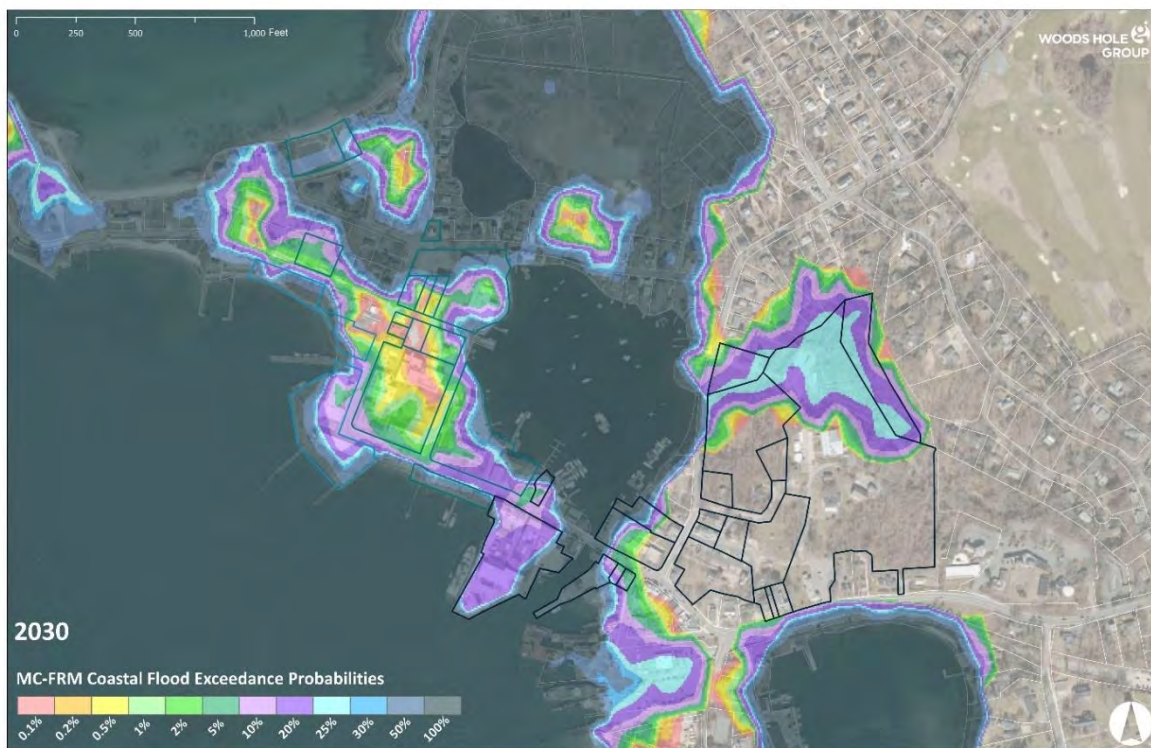 0 250 500 1,000 Feet
WOODS HOLE
GROUP
2030
MC-FRM Coastal Flood Exceedance Probabilities
0.1% 0.2% 0.5% 1% 2% 5% 10% 20% 25% 30% 50% 100%